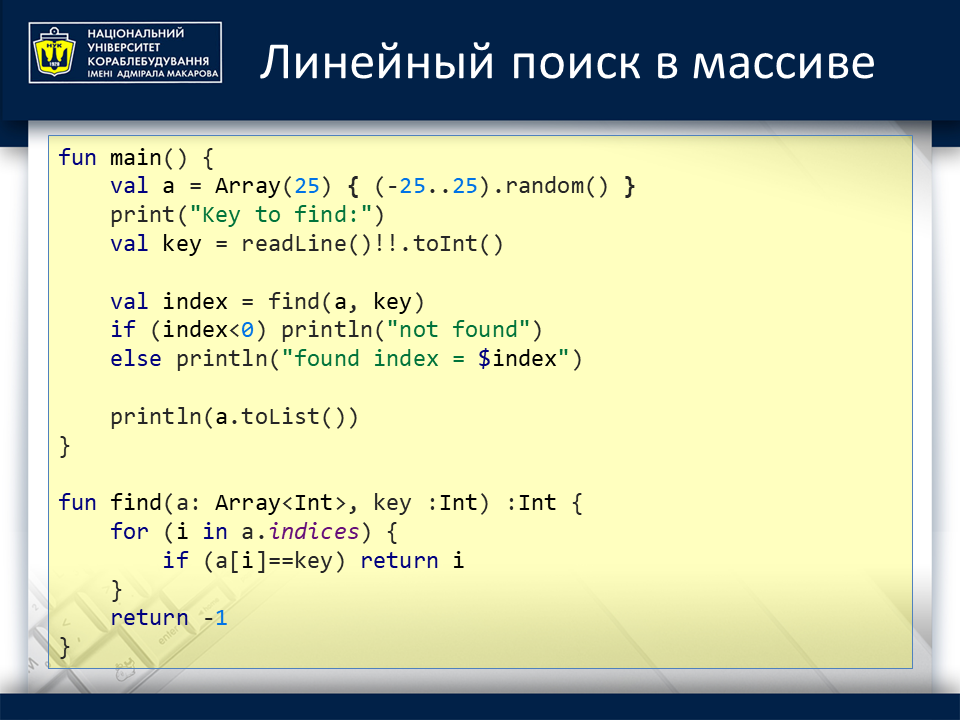 НАЦІОНАЛЬНИЙ
УНІВЕРСИТЕТ
КОРАБЛЕБУДУВАННЯ
ІМЕНІ АДМІРАЛА МАКАРОВА
НУК
1920
Линейный поиск в массиве
fun main() {
    val a = Array(25) { (-25..25).random() }
    print("Key to find:")
    val key = readLine()!!.toInt()

    val index = find(a, key)
    if (index<0) println("not found")
    else println("found index = $index")

    println(a.toList())
}

fun find(a: Array<Int>, key :Int) :Int {
    for (i in a.indices) {
        if (a[i]==key) return i
    }
    return -1
}
enter